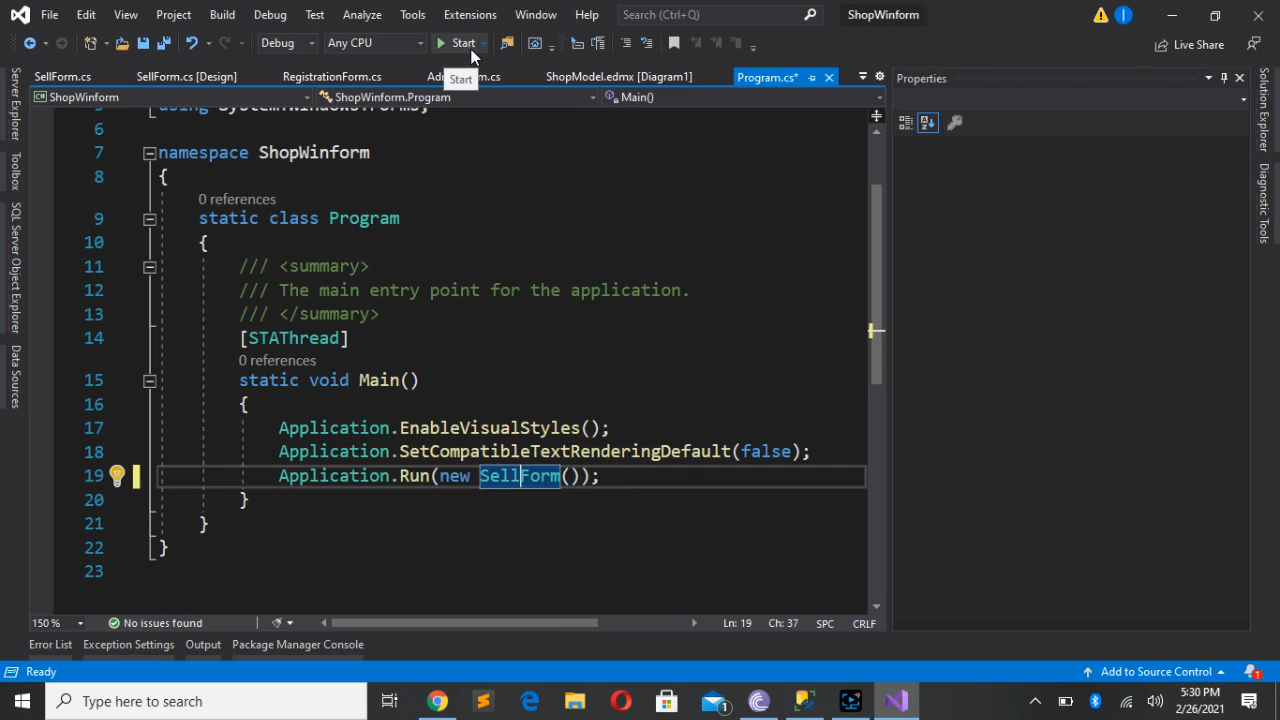 File Edit View Project Build Debug Test Analyze Tools Extensions Window Help Search (Ctrl+Q) ShopWinform
Debug Any CPU Start Live Share
SellForm.cs SellForm.cs [Design] RegistrationForm.cs ShopModel.edmx [Diagram1] Program.cs* Properties
Start
ShopWinform ShopWinform.Program Main()
6
7 namespace ShopWinform
8 {
0 references
9 static class Program
10 {
11 /// <summary>
12 /// The main entry point for the application.
13 /// </summary>
14 [STAThread]
0 references
15 static void Main()
16 {
17 Application.EnableVisualStyles();
18 Application.SetCompatibleTextRenderingDefault(false);
19 Application.Run(new SellForm());
20 }
21 }
22 }
23
150 % No issues found Ln: 19 Ch: 37 SPC CRLF
Error List Exception Settings Output Package Manager Console
Ready Add to Source Control 1
Type here to search 1 5:30 PM
2/26/2021
Server Explorer
Toolbox
SQL Server Object Explorer
Data Sources
Solution Explorer
Diagnostic Tools